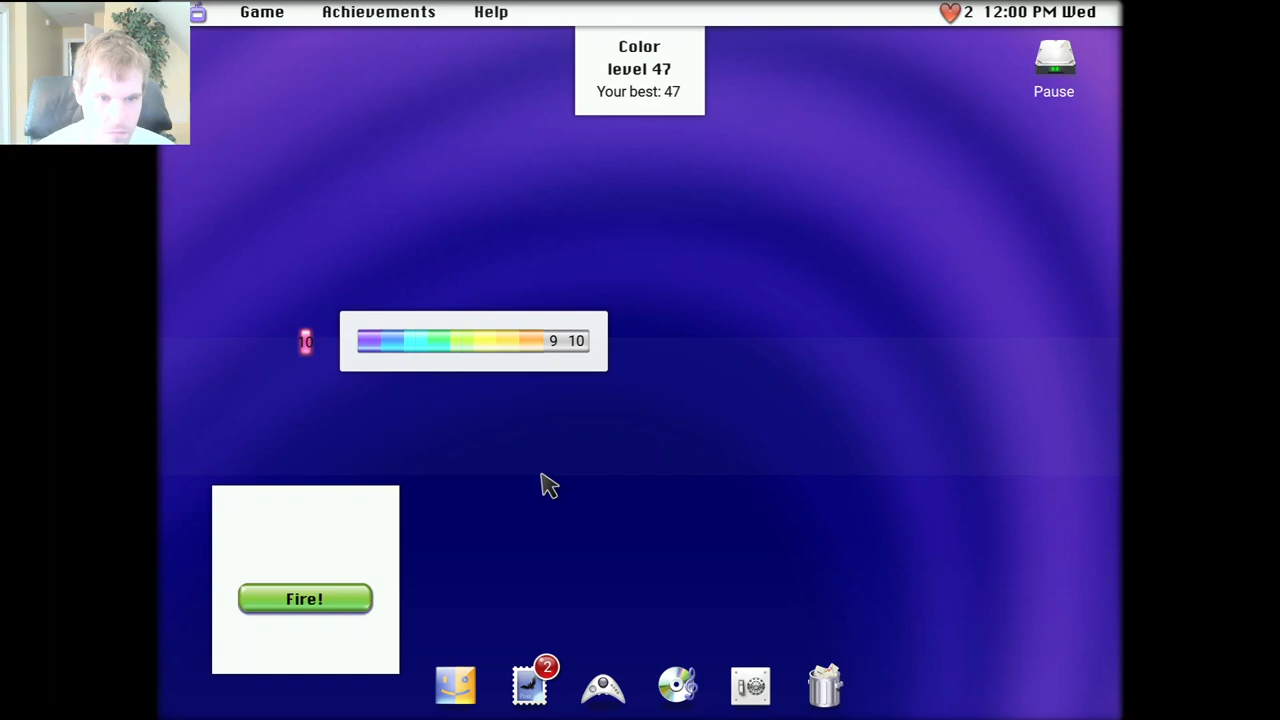 Game Achievements Help 2 12:00 PM Wed
Color
level 47
Your best: 47
Pause
10
9 10
Fire!
2